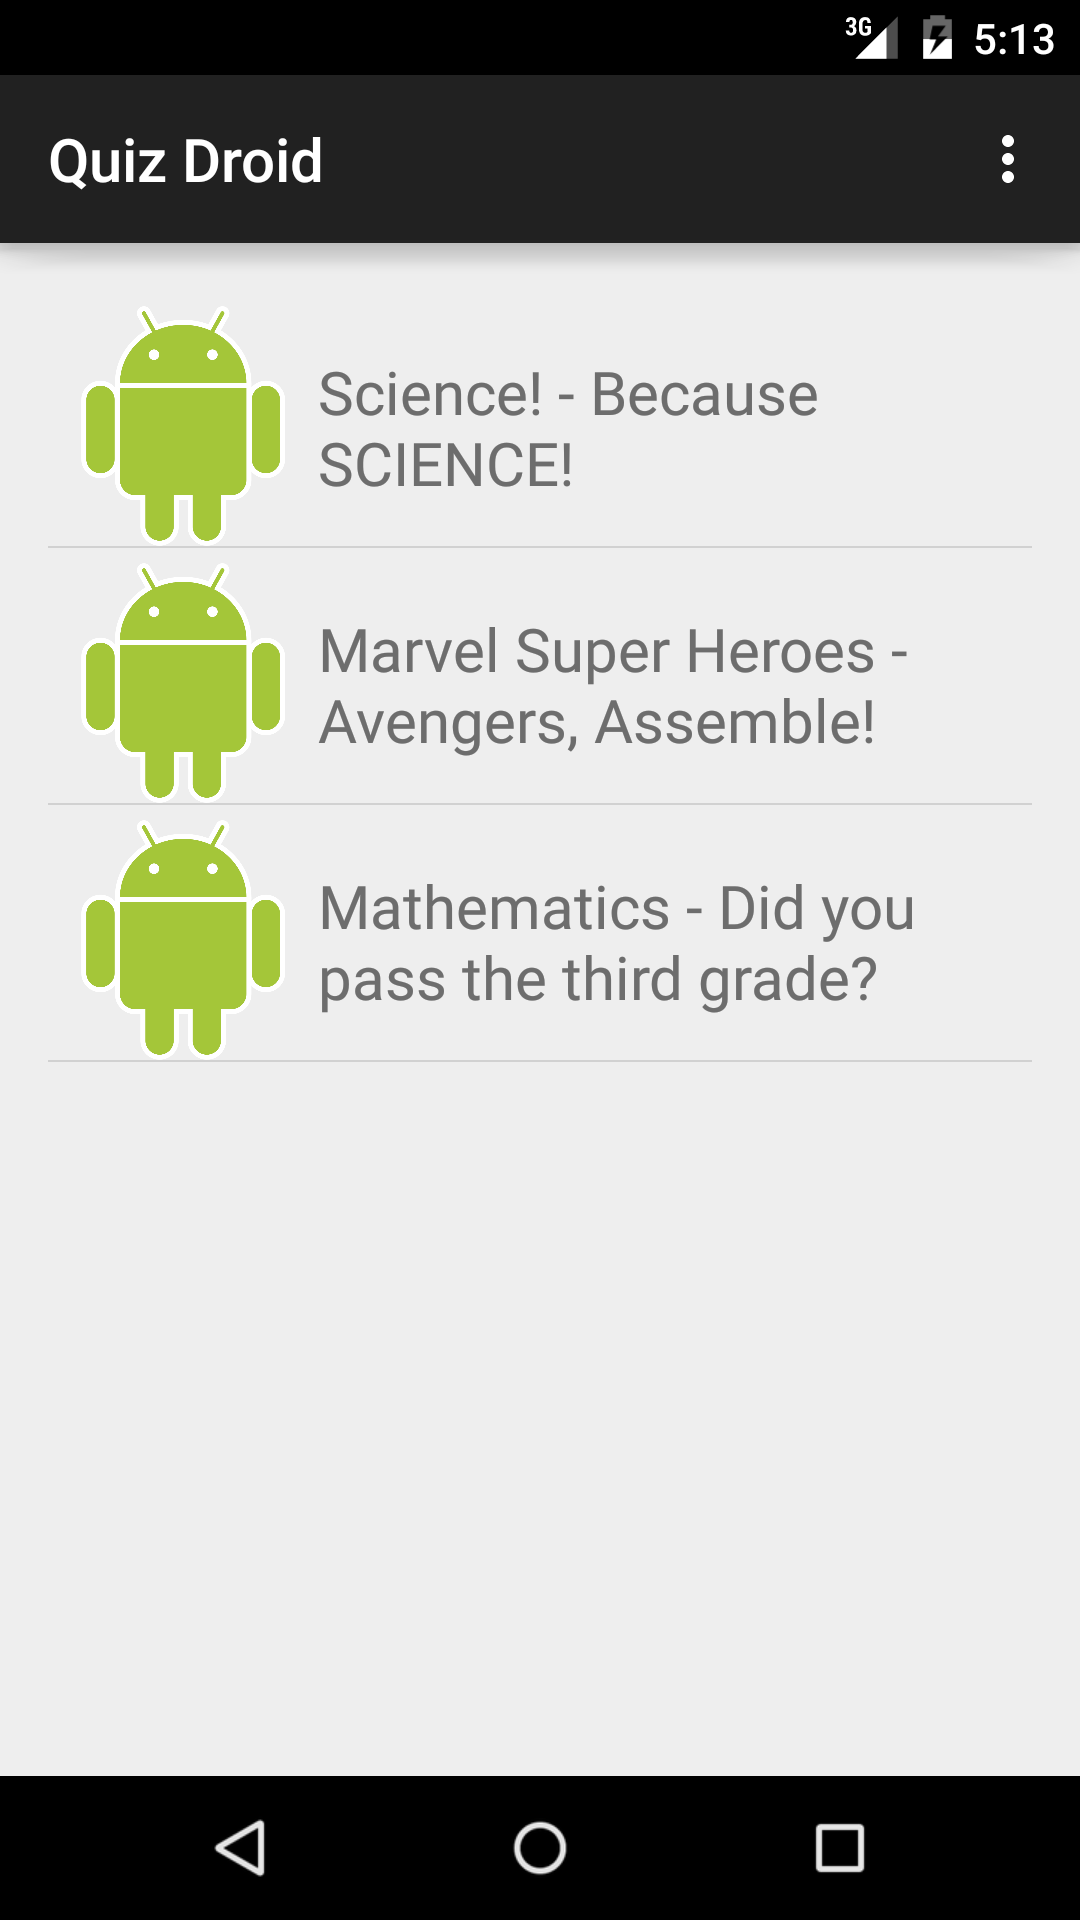 3G 5:13
Quiz Droid
Science! - Because
SCIENCE!
Marvel Super Heroes -
Avengers, Assemble!
Mathematics - Did you
pass the third grade?